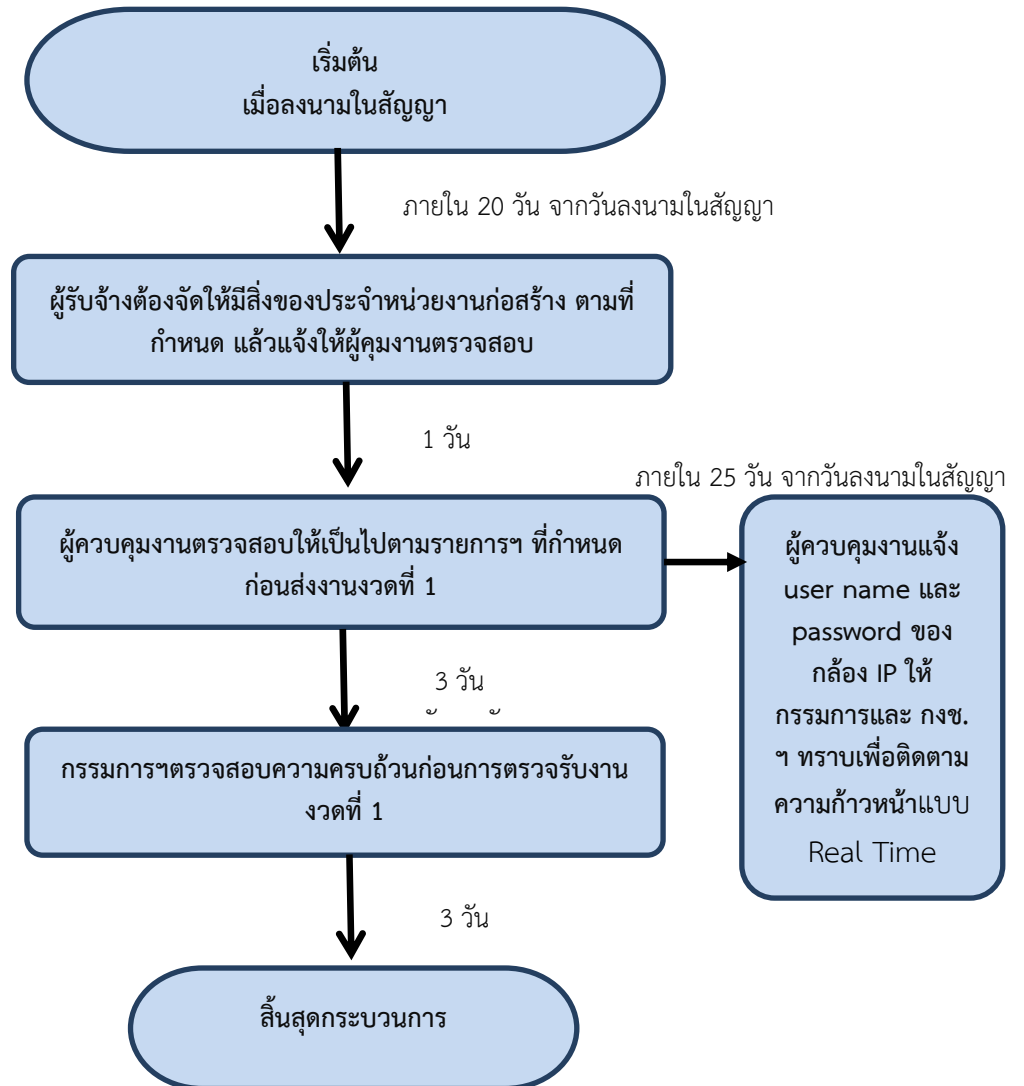 เริ่มต้น
เมื่อลงนามในสัญญา
ภายใน 20 วัน จากวันลงนามในสัญญา
ผู้รับจ้างต้องจัดให้มีสิ่งของประจำหน่วยงานก่อสร้าง ตามที่
กำหนด แล้วแจ้งให้ผู้คุมงานตรวจสอบ
1 วัน
ผู้ควบคุมงานตรวจสอบให้เป็นไปตามรายการฯ ที่กำหนด
ก่อนส่งงานงวดที่ 1
ภายใน 25 วัน จากวันลงนามในสัญญา
ผู้ควบคุมงานแจ้ง
user name และ
password ของ
กล้อง IP ให้
กรรมการและ กงช.
ฯ ทราบเพื่อติดตาม
ความก้าวหน้าแบบ
Real Time
3 วัน
กรรมการฯตรวจสอบความครบถ้วนก่อนการตรวจรับงาน
งวดที่ 1
3 วัน
สิ้นสุดกระบวนการ